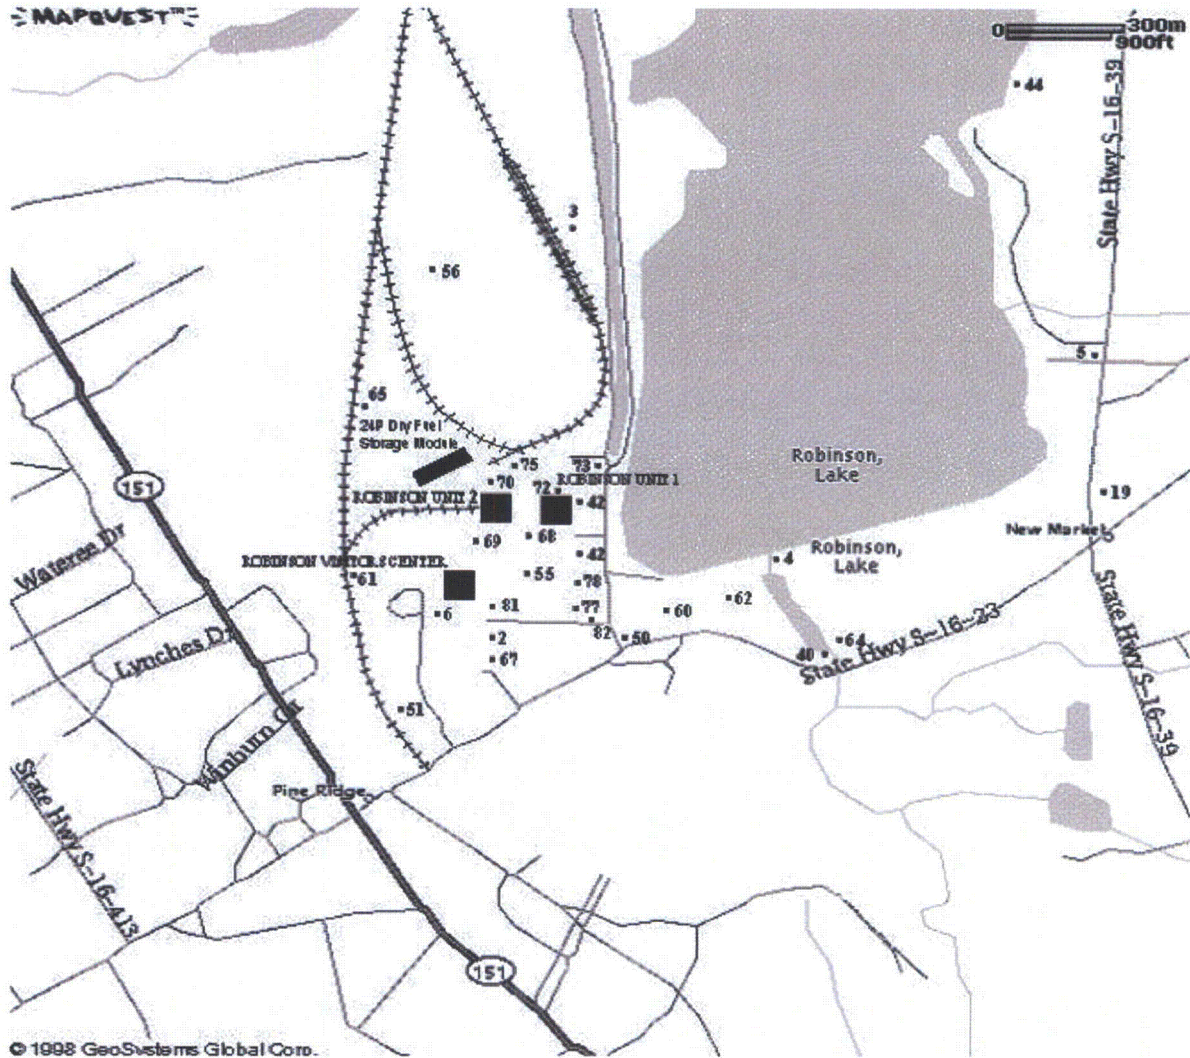 MAPQUEST™
0 300m
900ft
44
State Hwy S-16-39
3
56
5
65
24P Dry Fuel
Storage Module
75
73
70
72
ROBINSON UNIT 1
ROBINSON UNIT 2
42
Robinson,
Lake
19
New Market
151
Wateree Dr
69
68
42
Robinson,
Lake
4
ROBINSON VISITORS CENTER
61
55
78
6
81
77
60
62
82
50
2
67
40
64
State Hwy S-16-23
State Hwy S-16-39
Lynches Dr
51
Winburn Cir
Pine Ridge
State Hwy S-16-413
151
© 1998 GeoSystems Global Corp.